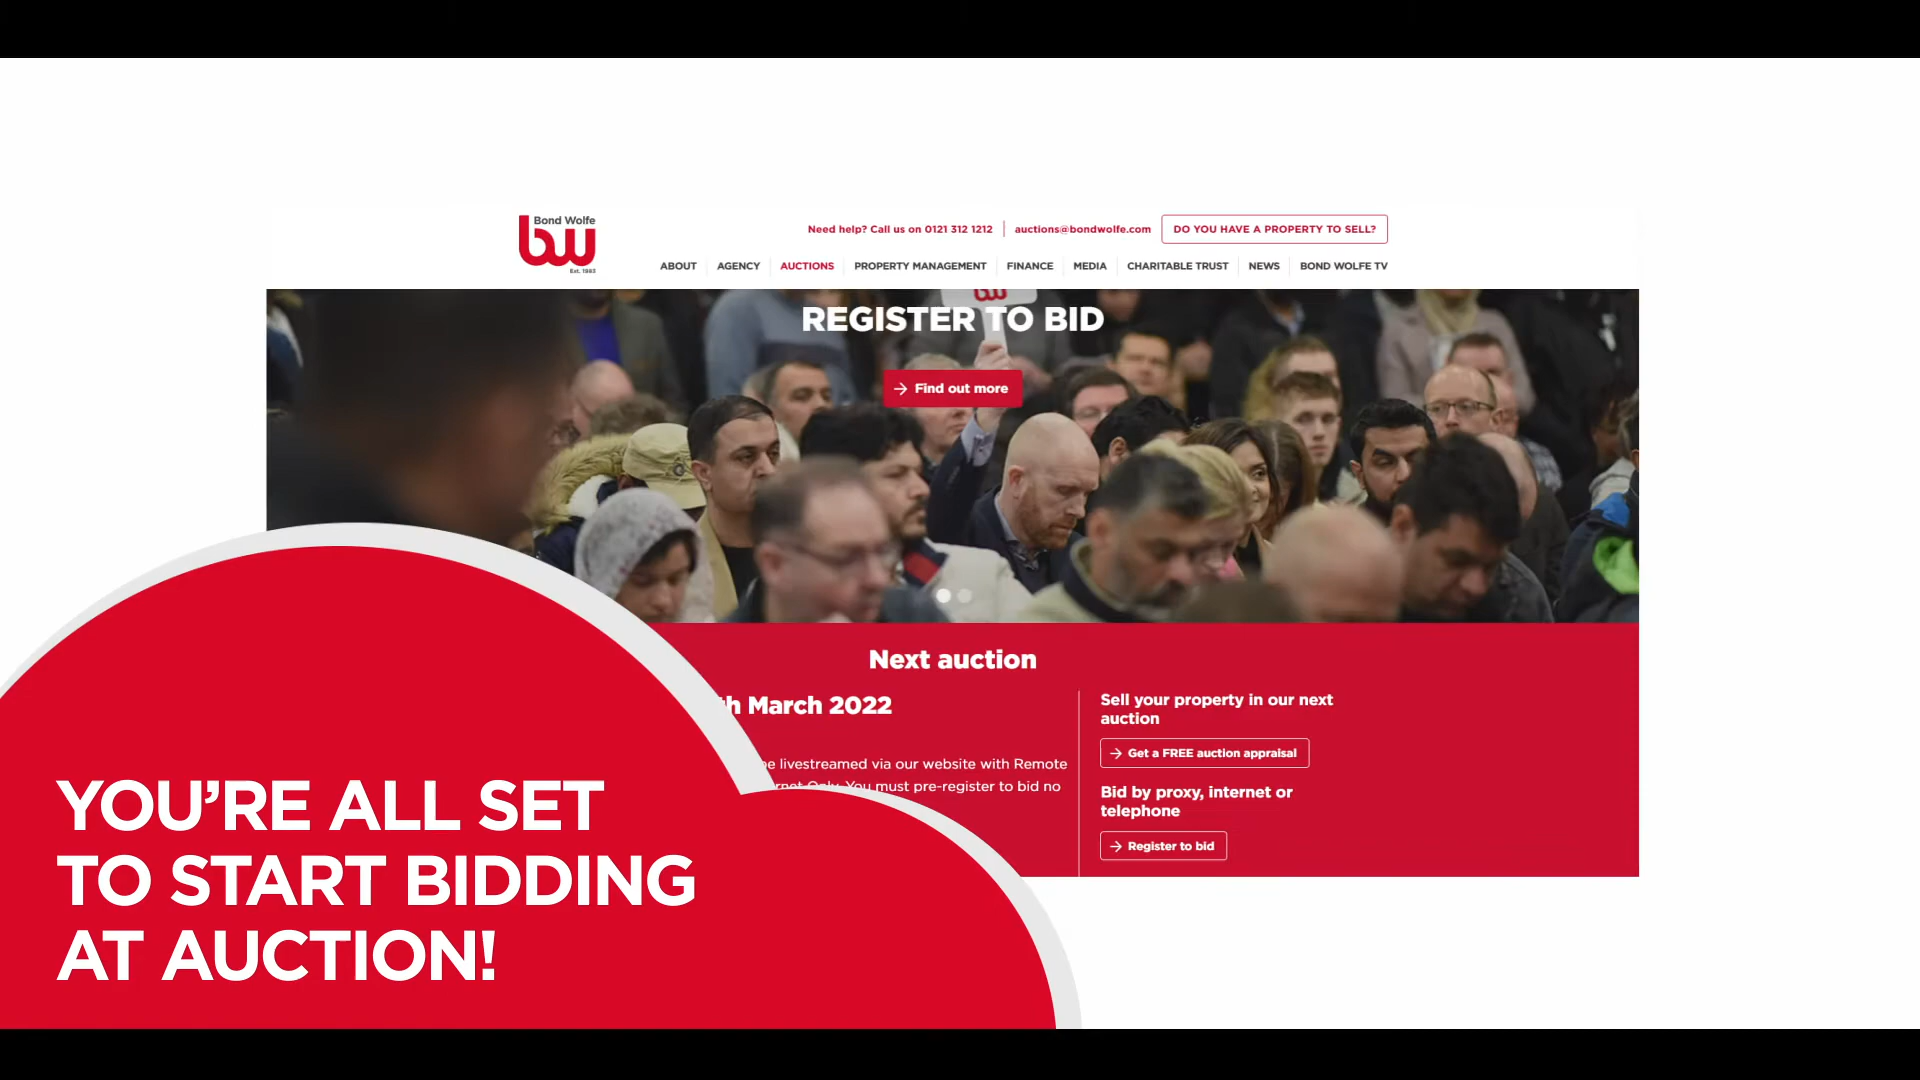 Bond Wolfe
bw
Est. 1983
Need help? Call us on 0121 312 1212
auctions@bondwolfe.com
DO YOU HAVE A PROPERTY TO SELL?
ABOUT
AGENCY
AUCTIONS
PROPERTY MANAGEMENT
FINANCE
MEDIA
CHARITABLE TRUST
NEWS
BOND WOLFE TV
REGISTER TO BID
→ Find out more
Next auction
March 2022
be livestreamed via our website with Remote
Only. You must pre-register to bid no
Sell your property in our next
auction
→ Get a FREE auction appraisal
Bid by proxy, internet or
telephone
→ Register to bid
YOU’RE ALL SET
TO START BIDDING
AT AUCTION!